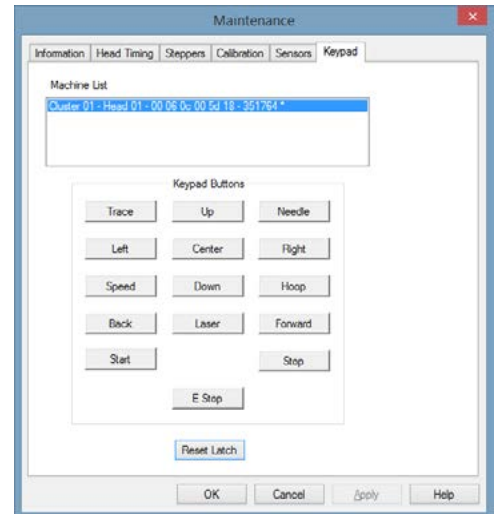 Maintenance
Information Head Timing Steppers Calibration Sensors Keypad
Machine List
Cluster 01 - Head 01 - 00 06 0c 00 5d 18 - 351764 *
Keypad Buttons
Trace Up Needle
Left Center Right
Speed Down Hoop
Back Laser Forward
Start Stop
E Stop
Reset Latch
OK Cancel Apply Help